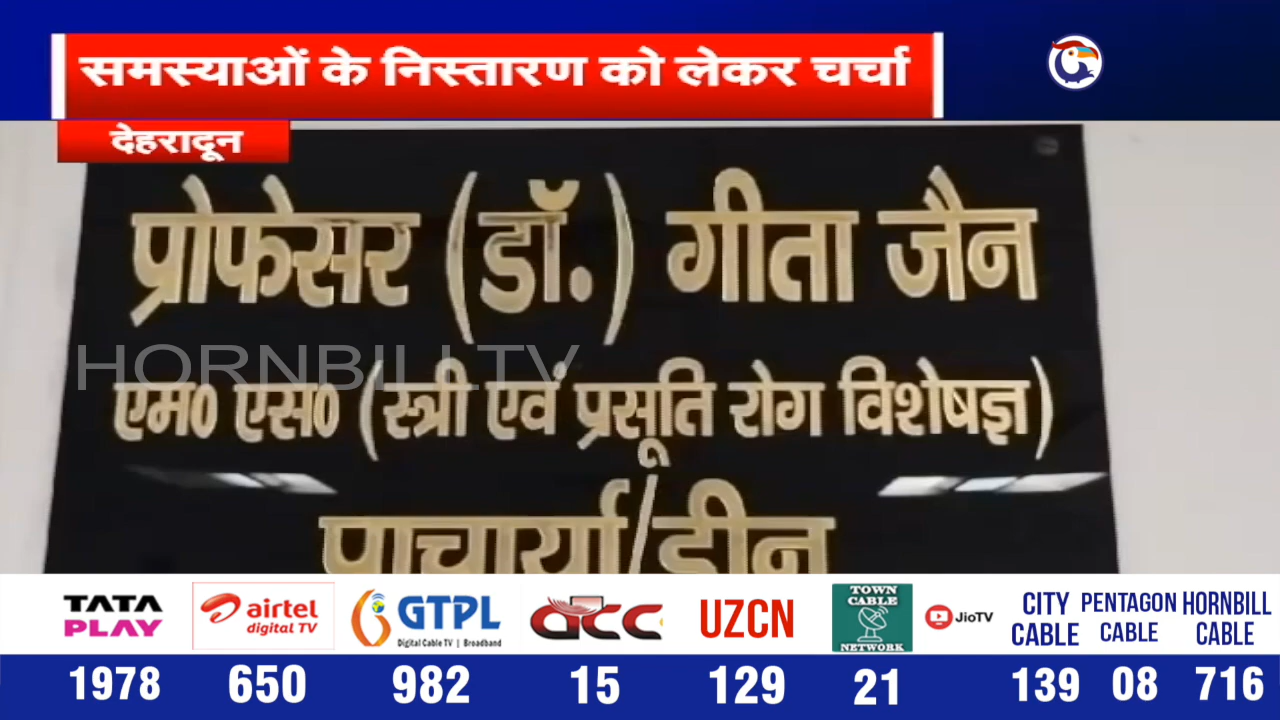 समस्याओं के निस्तारण को लेकर चर्चा
देहरादून
प्रोफेसर (डॉ.) गीता जैन
HORNBILL TV
एम० एस० (स्त्री एवं प्रसूति रोग विशेषज्ञ)
प्राचार्या/डीन
TATA PLAY
airtel digital TV
GTPL
Digital Cable TV | Broadband
acc
UZCN
TOWN CABLE NETWORK
JioTV
CITY CABLE
PENTAGON CABLE
HORNBILL CABLE
1978 650 982 15 129 21 139 08 716